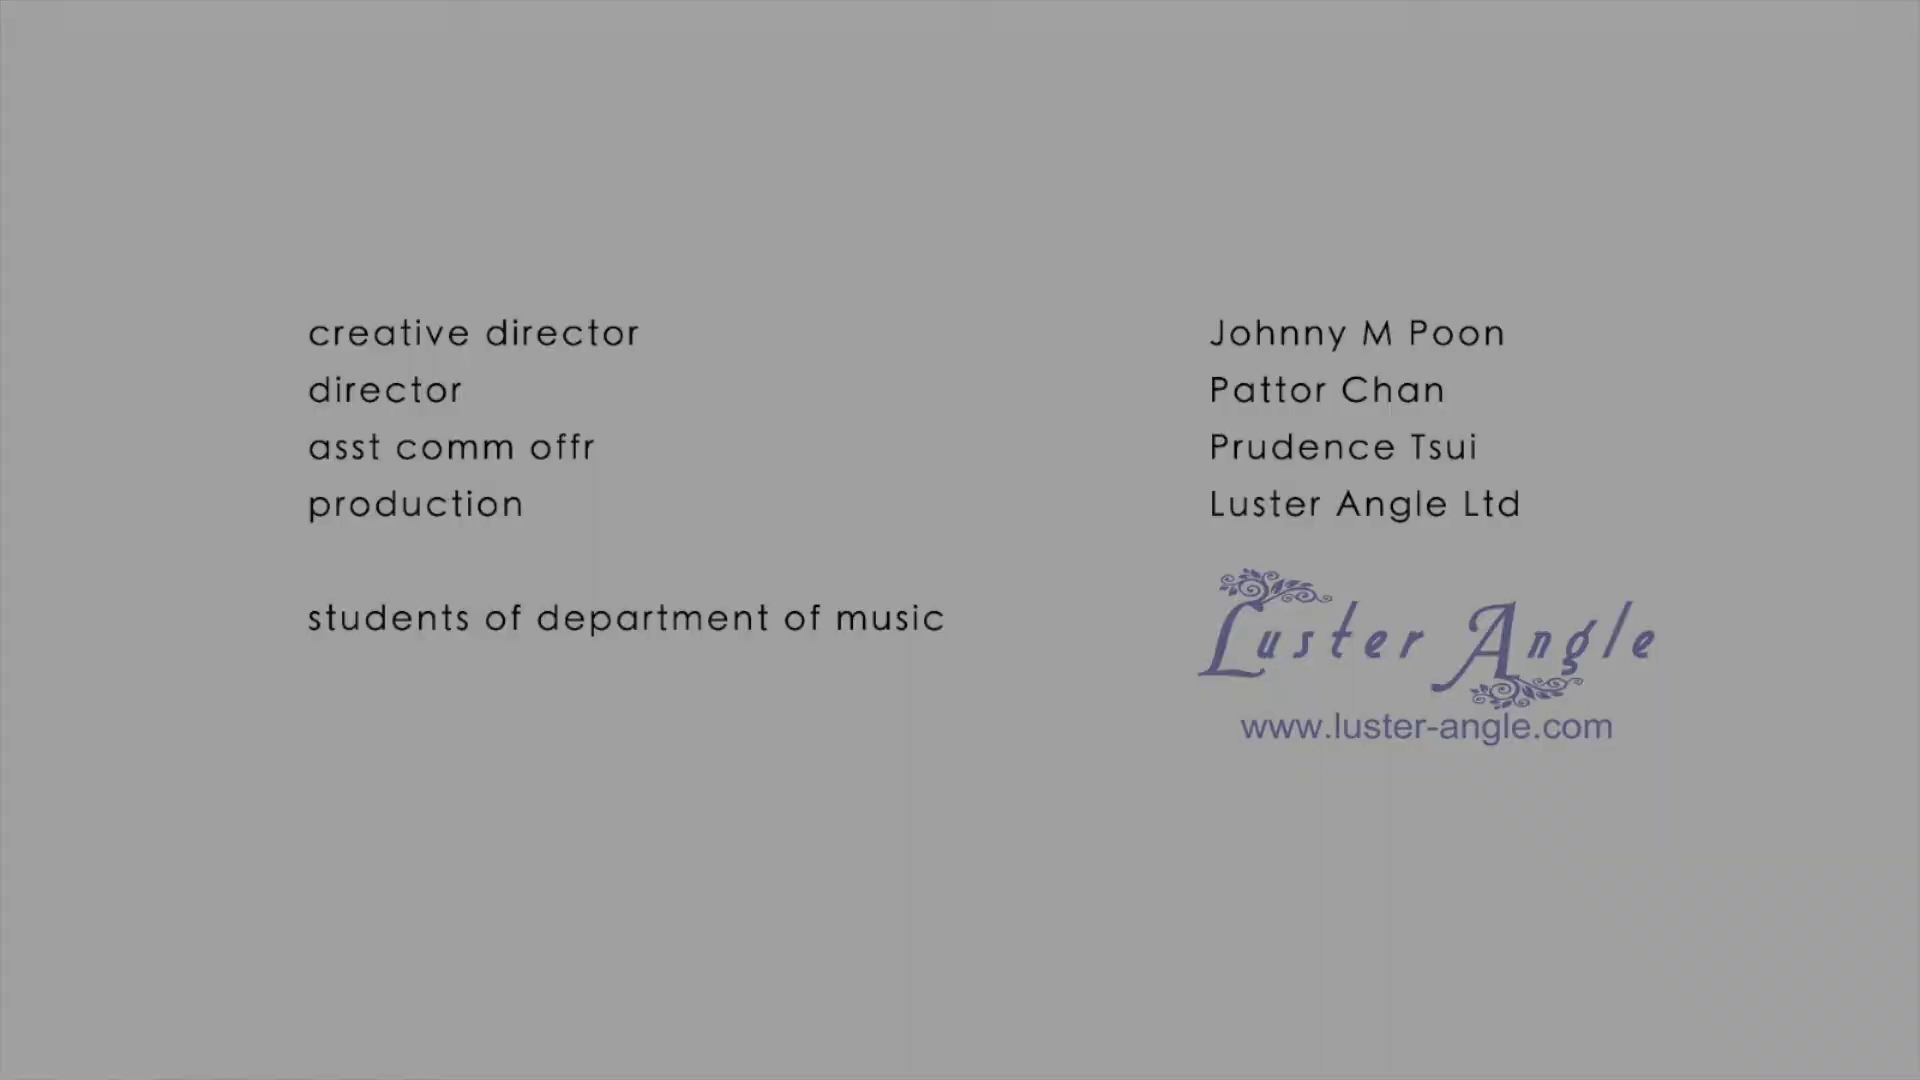 creative director Johnny M Poon
director Pattor Chan
asst comm offr Prudence Tsui
production Luster Angle Ltd
students of department of music
Luster Angle
www.luster-angle.com